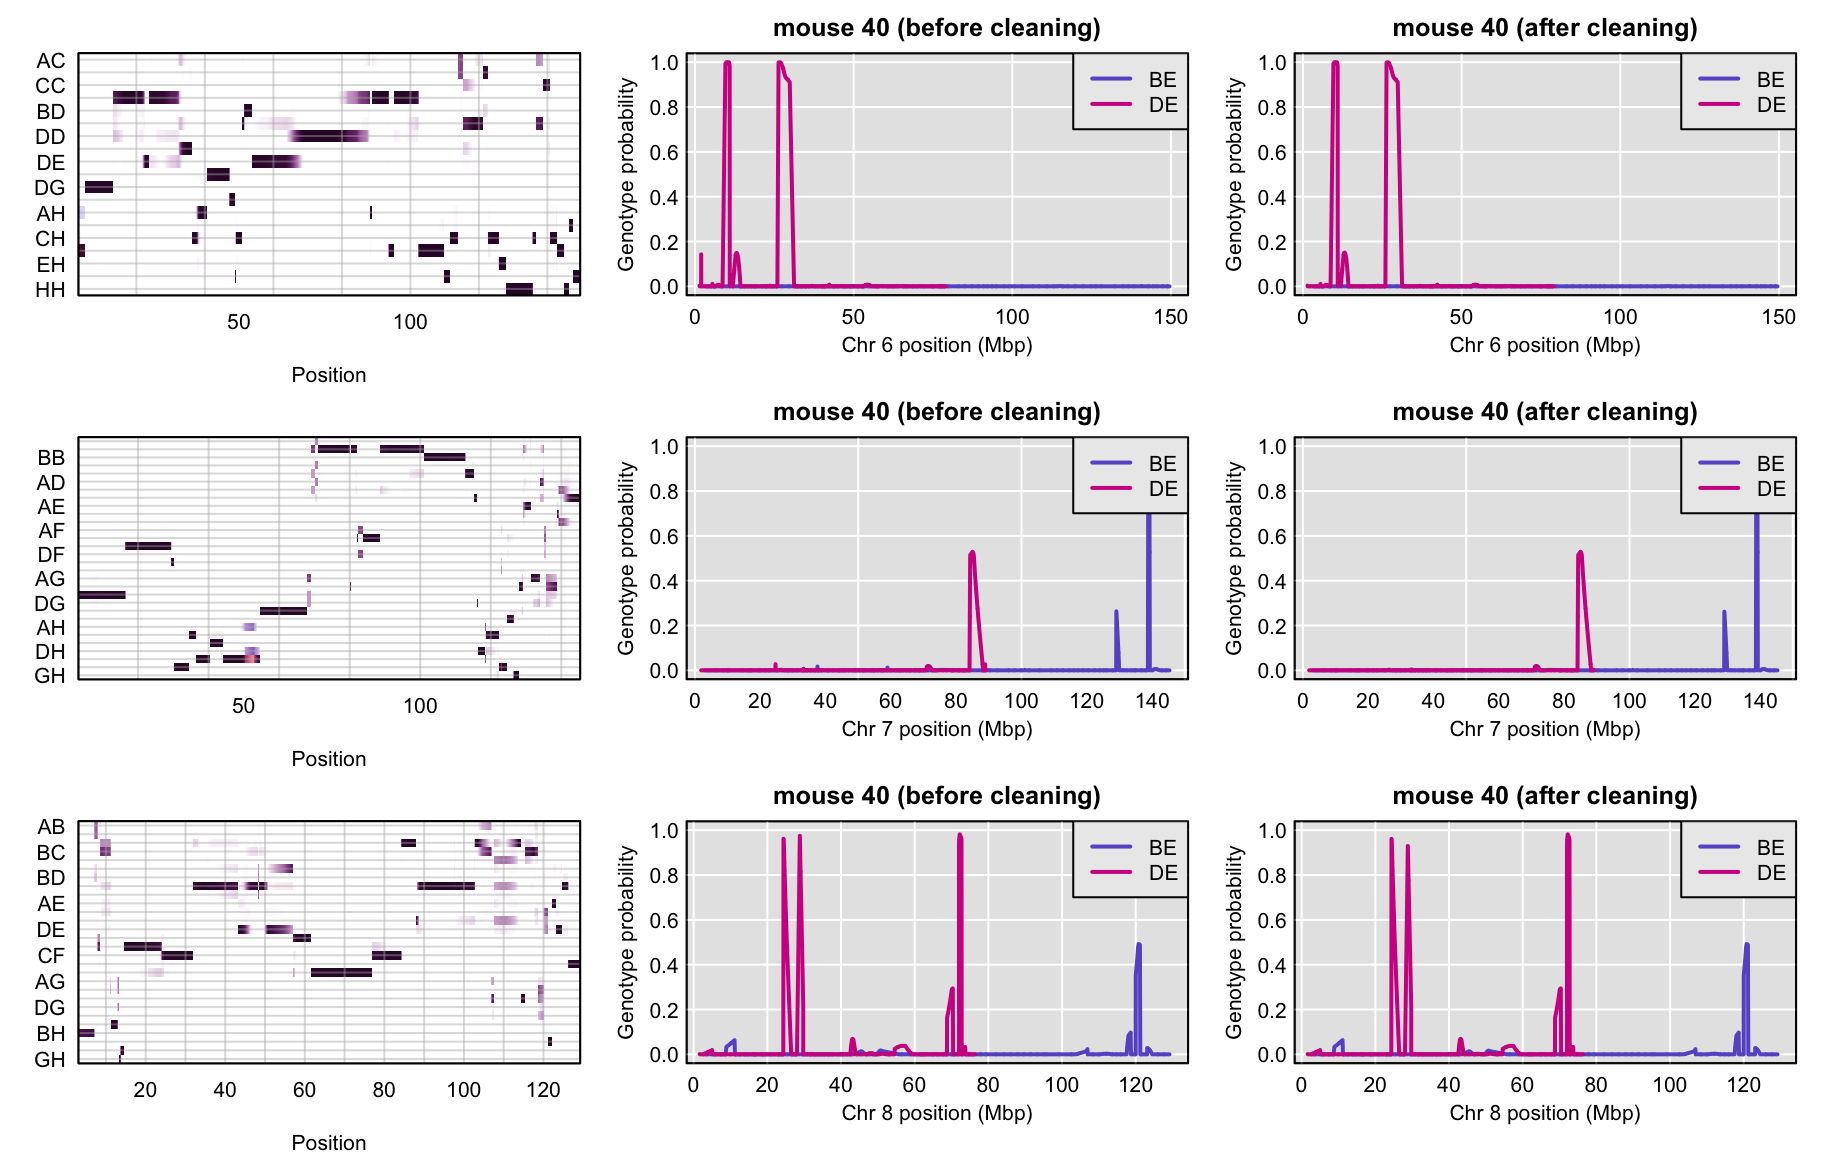 mouse 40 (before cleaning)
mouse 40 (after cleaning)
AC
CC
BD
DD
DE
DG
AH
CH
EH
HH
50
100
Position
Genotype probability
1.0
0.8
0.6
0.4
0.2
0.0
BE
DE
0
50
100
150
Chr 6 position (Mbp)
Genotype probability
1.0
0.8
0.6
0.4
0.2
0.0
BE
DE
0
50
100
150
Chr 6 position (Mbp)
mouse 40 (before cleaning)
mouse 40 (after cleaning)
BB
AD
AE
AF
DF
AG
DG
AH
DH
GH
50
100
Position
Genotype probability
1.0
0.8
0.6
0.4
0.2
0.0
BE
DE
0
20
40
60
80
100
120
140
Chr 7 position (Mbp)
Genotype probability
1.0
0.8
0.6
0.4
0.2
0.0
BE
DE
0
20
40
60
80
100
120
140
Chr 7 position (Mbp)
mouse 40 (before cleaning)
mouse 40 (after cleaning)
AB
BC
BD
AE
DE
CF
AG
DG
BH
GH
20
40
60
80
100
120
Position
Genotype probability
1.0
0.8
0.6
0.4
0.2
0.0
BE
DE
0
20
40
60
80
100
120
Chr 8 position (Mbp)
Genotype probability
1.0
0.8
0.6
0.4
0.2
0.0
BE
DE
0
20
40
60
80
100
120
Chr 8 position (Mbp)